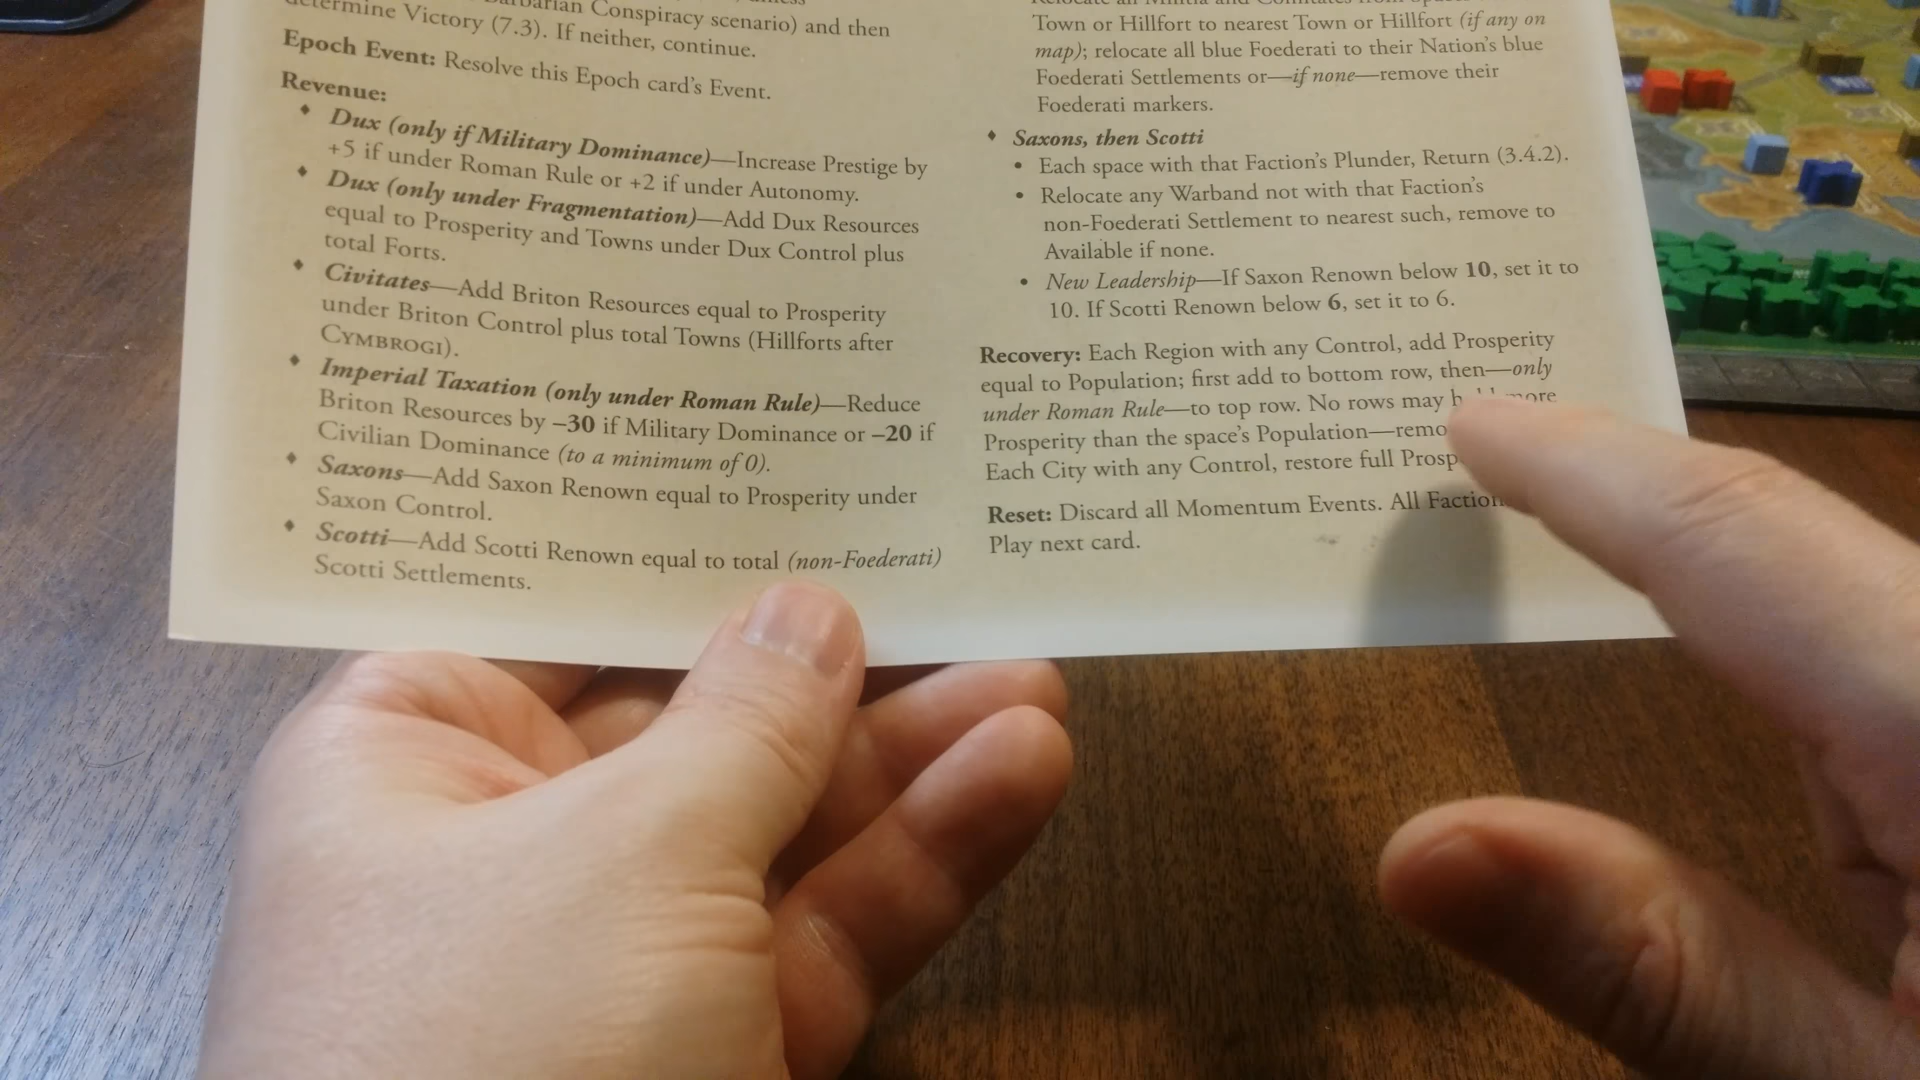 determine Victory (7.3). If neither, continue.
Conspiracy scenario) and then
Epoch Event: Resolve this Epoch card's Event.
Revenue:
♦ Dux (only if Military Dominance)—Increase Prestige by
+5 if under Roman Rule or +2 if under Autonomy.
♦ Dux (only under Fragmentation)—Add Dux Resources
equal to Prosperity and Towns under Dux Control plus
total Forts.
♦ Civitates—Add Briton Resources equal to Prosperity
under Briton Control plus total Towns (Hillforts after
CYMBROGI).
♦ Imperial Taxation (only under Roman Rule)—Reduce
Briton Resources by –30 if Military Dominance or –20 if
Civilian Dominance (to a minimum of 0).
♦ Saxons—Add Saxon Renown equal to Prosperity under
Saxon Control.
♦ Scotti—Add Scotti Renown equal to total (non-Foederati)
Scotti Settlements.
Town or Hillfort to nearest Town or Hillfort (if any on
map); relocate all blue Foederati to their Nation's blue
Foederati Settlements or—if none—remove their
Foederati markers.
♦ Saxons, then Scotti
• Each space with that Faction's Plunder, Return (3.4.2).
• Relocate any Warband not with that Faction's
non-Foederati Settlement to nearest such, remove to
Available if none.
• New Leadership—If Saxon Renown below 10, set it to
10. If Scotti Renown below 6, set it to 6.
Recovery: Each Region with any Control, add Prosperity
equal to Population; first add to bottom row, then—only
under Roman Rule—to top row. No rows may more
Prosperity than the space's Population—remo
Each City with any Control, restore full Prosp
Reset: Discard all Momentum Events. All Faction
Play next card.